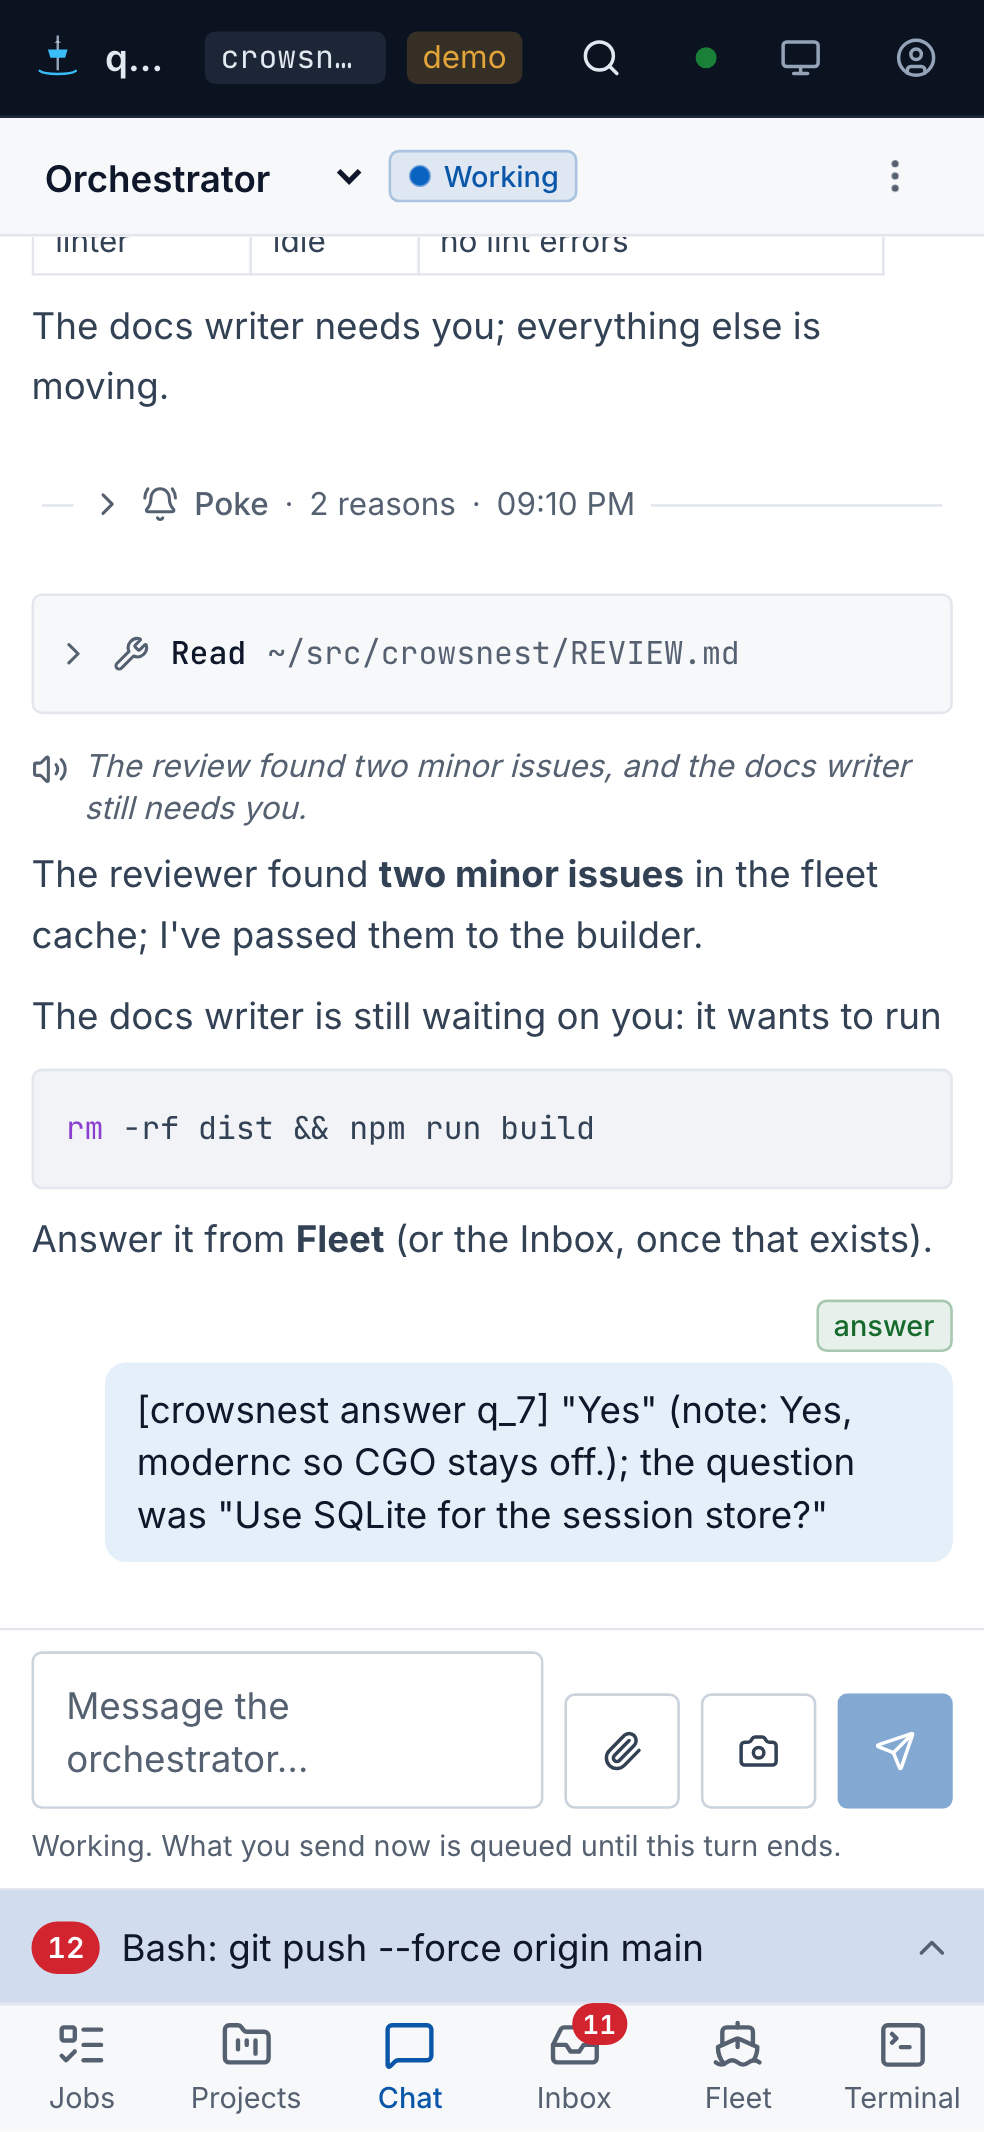 q...
crowsn...
demo
Orchestrator
Working
linter idle no lint errors
The docs writer needs you; everything else is
moving.
Poke · 2 reasons · 09:10 PM
Read ~/src/crowsnest/REVIEW.md
The review found two minor issues, and the docs writer
still needs you.
The reviewer found two minor issues in the fleet
cache; I've passed them to the builder.
The docs writer is still waiting on you: it wants to run
rm -rf dist && npm run build
Answer it from Fleet (or the Inbox, once that exists).
answer
[crowsnest answer q_7] "Yes" (note: Yes,
modernc so CGO stays off.); the question
was "Use SQLite for the session store?"
Message the
orchestrator...
Working. What you send now is queued until this turn ends.
12 Bash: git push --force origin main
11
Jobs Projects Chat Inbox Fleet Terminal